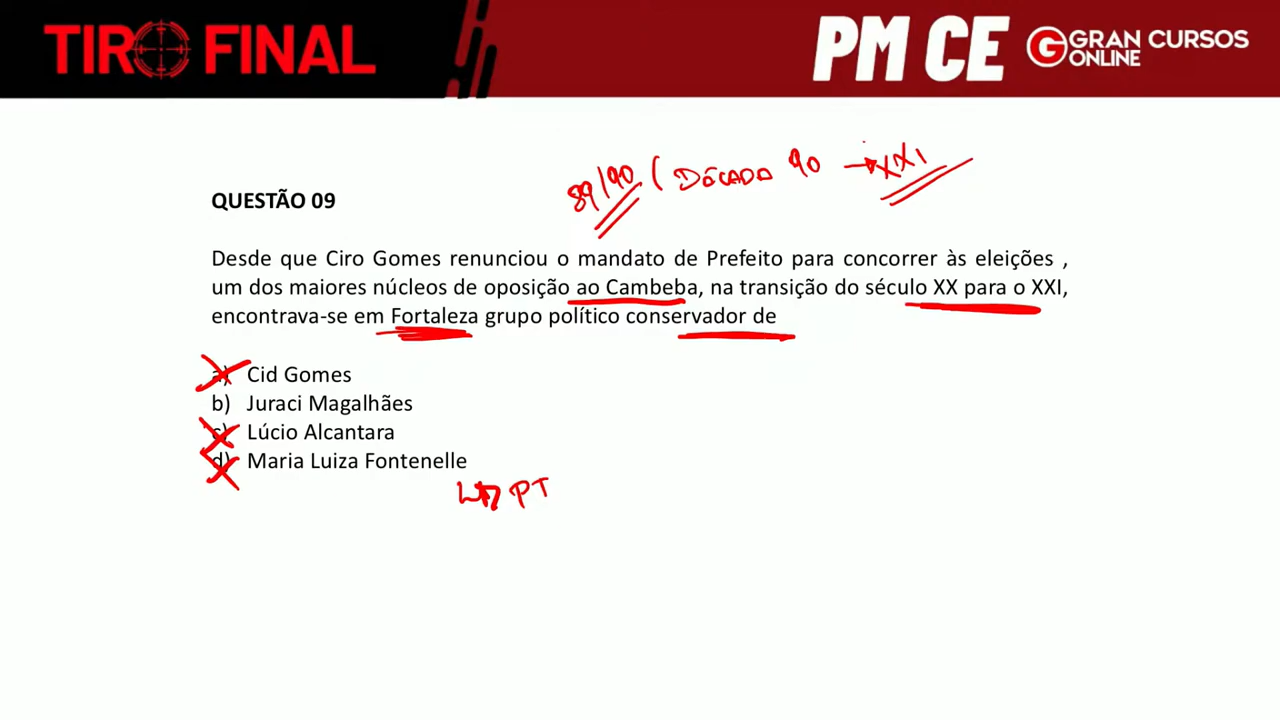 TIRO FINAL
PM CE
GRAN CURSOS
ONLINE
89/90 ( DÉCADA 90 → XXI
QUESTÃO 09
Desde que Ciro Gomes renunciou o mandato de Prefeito para concorrer às eleições ,
um dos maiores núcleos de oposição ao Cambeba, na transição do século XX para o XXI,
encontrava-se em Fortaleza grupo político conservador de
a) Cid Gomes
b) Juraci Magalhães
c) Lúcio Alcantara
d) Maria Luiza Fontenelle
PT